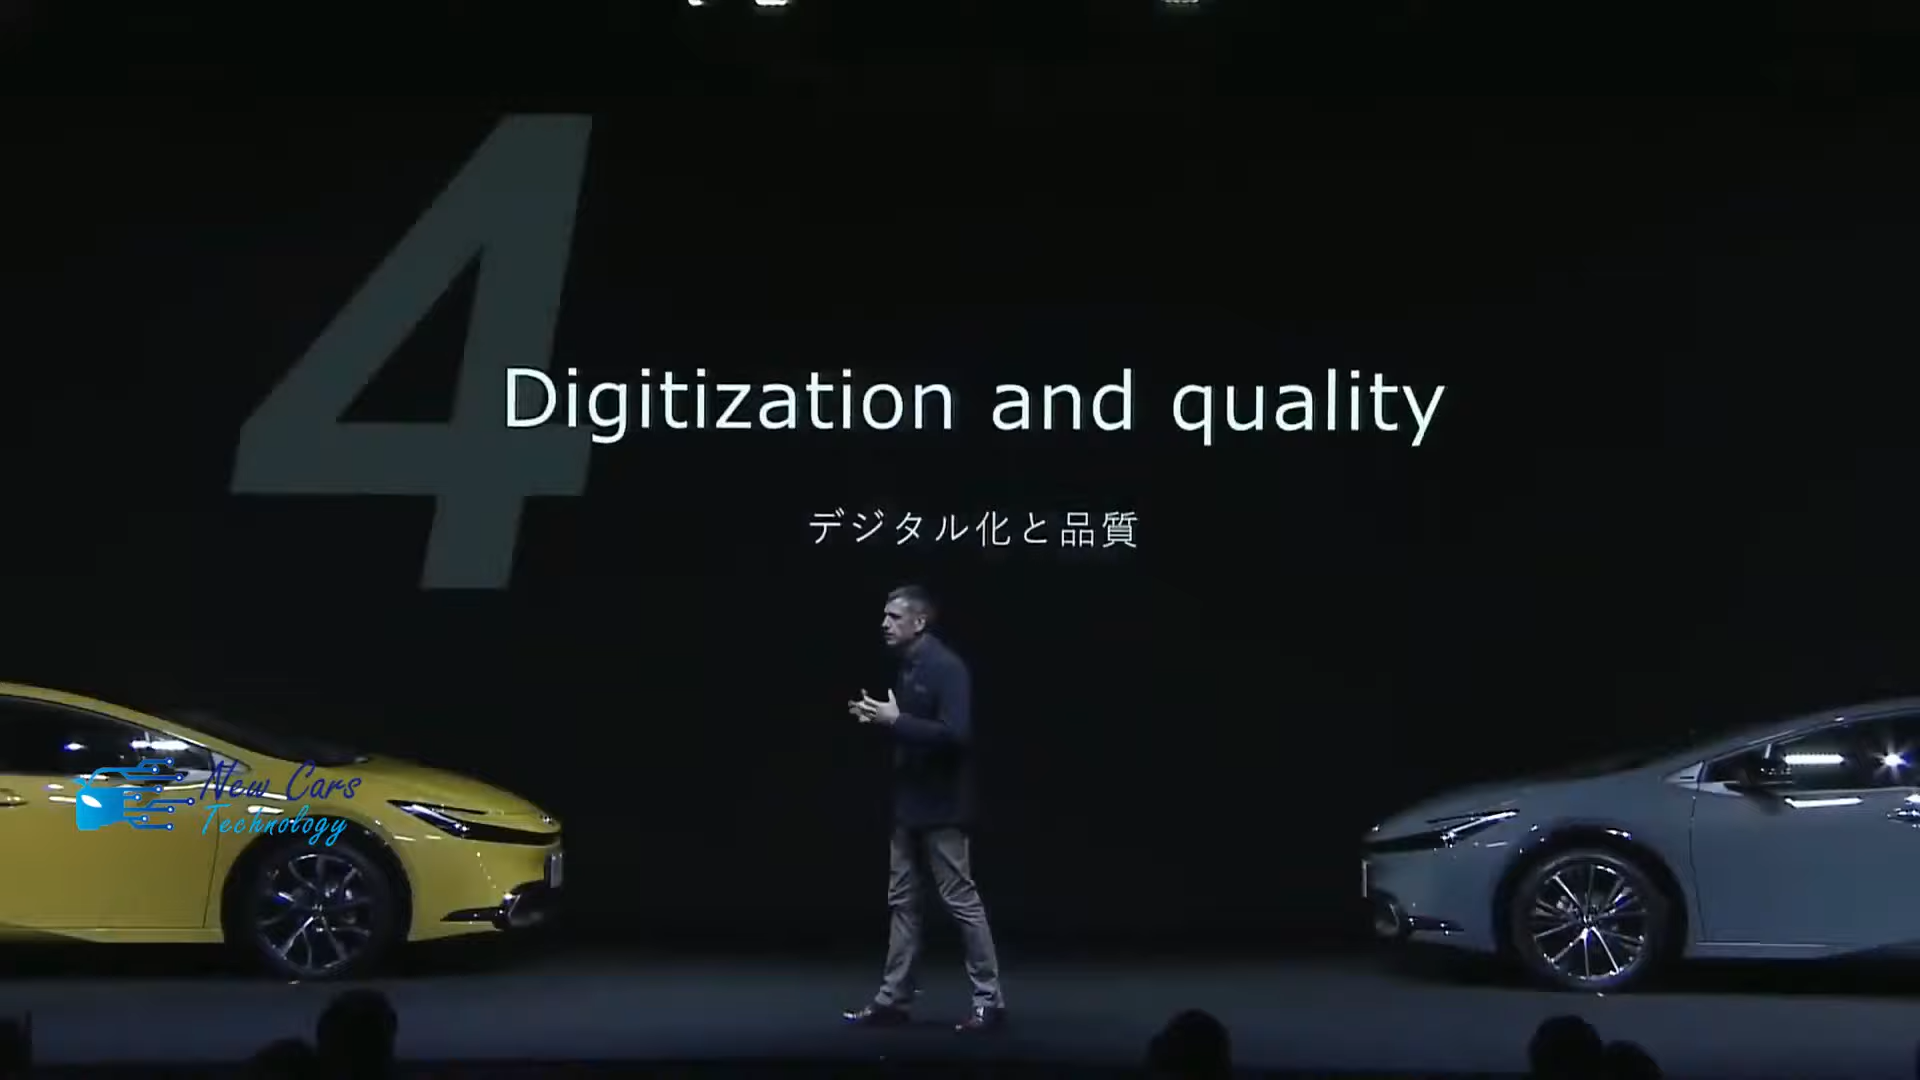 4
Digitization and quality
デジタル化と品質
New Cars
Technology